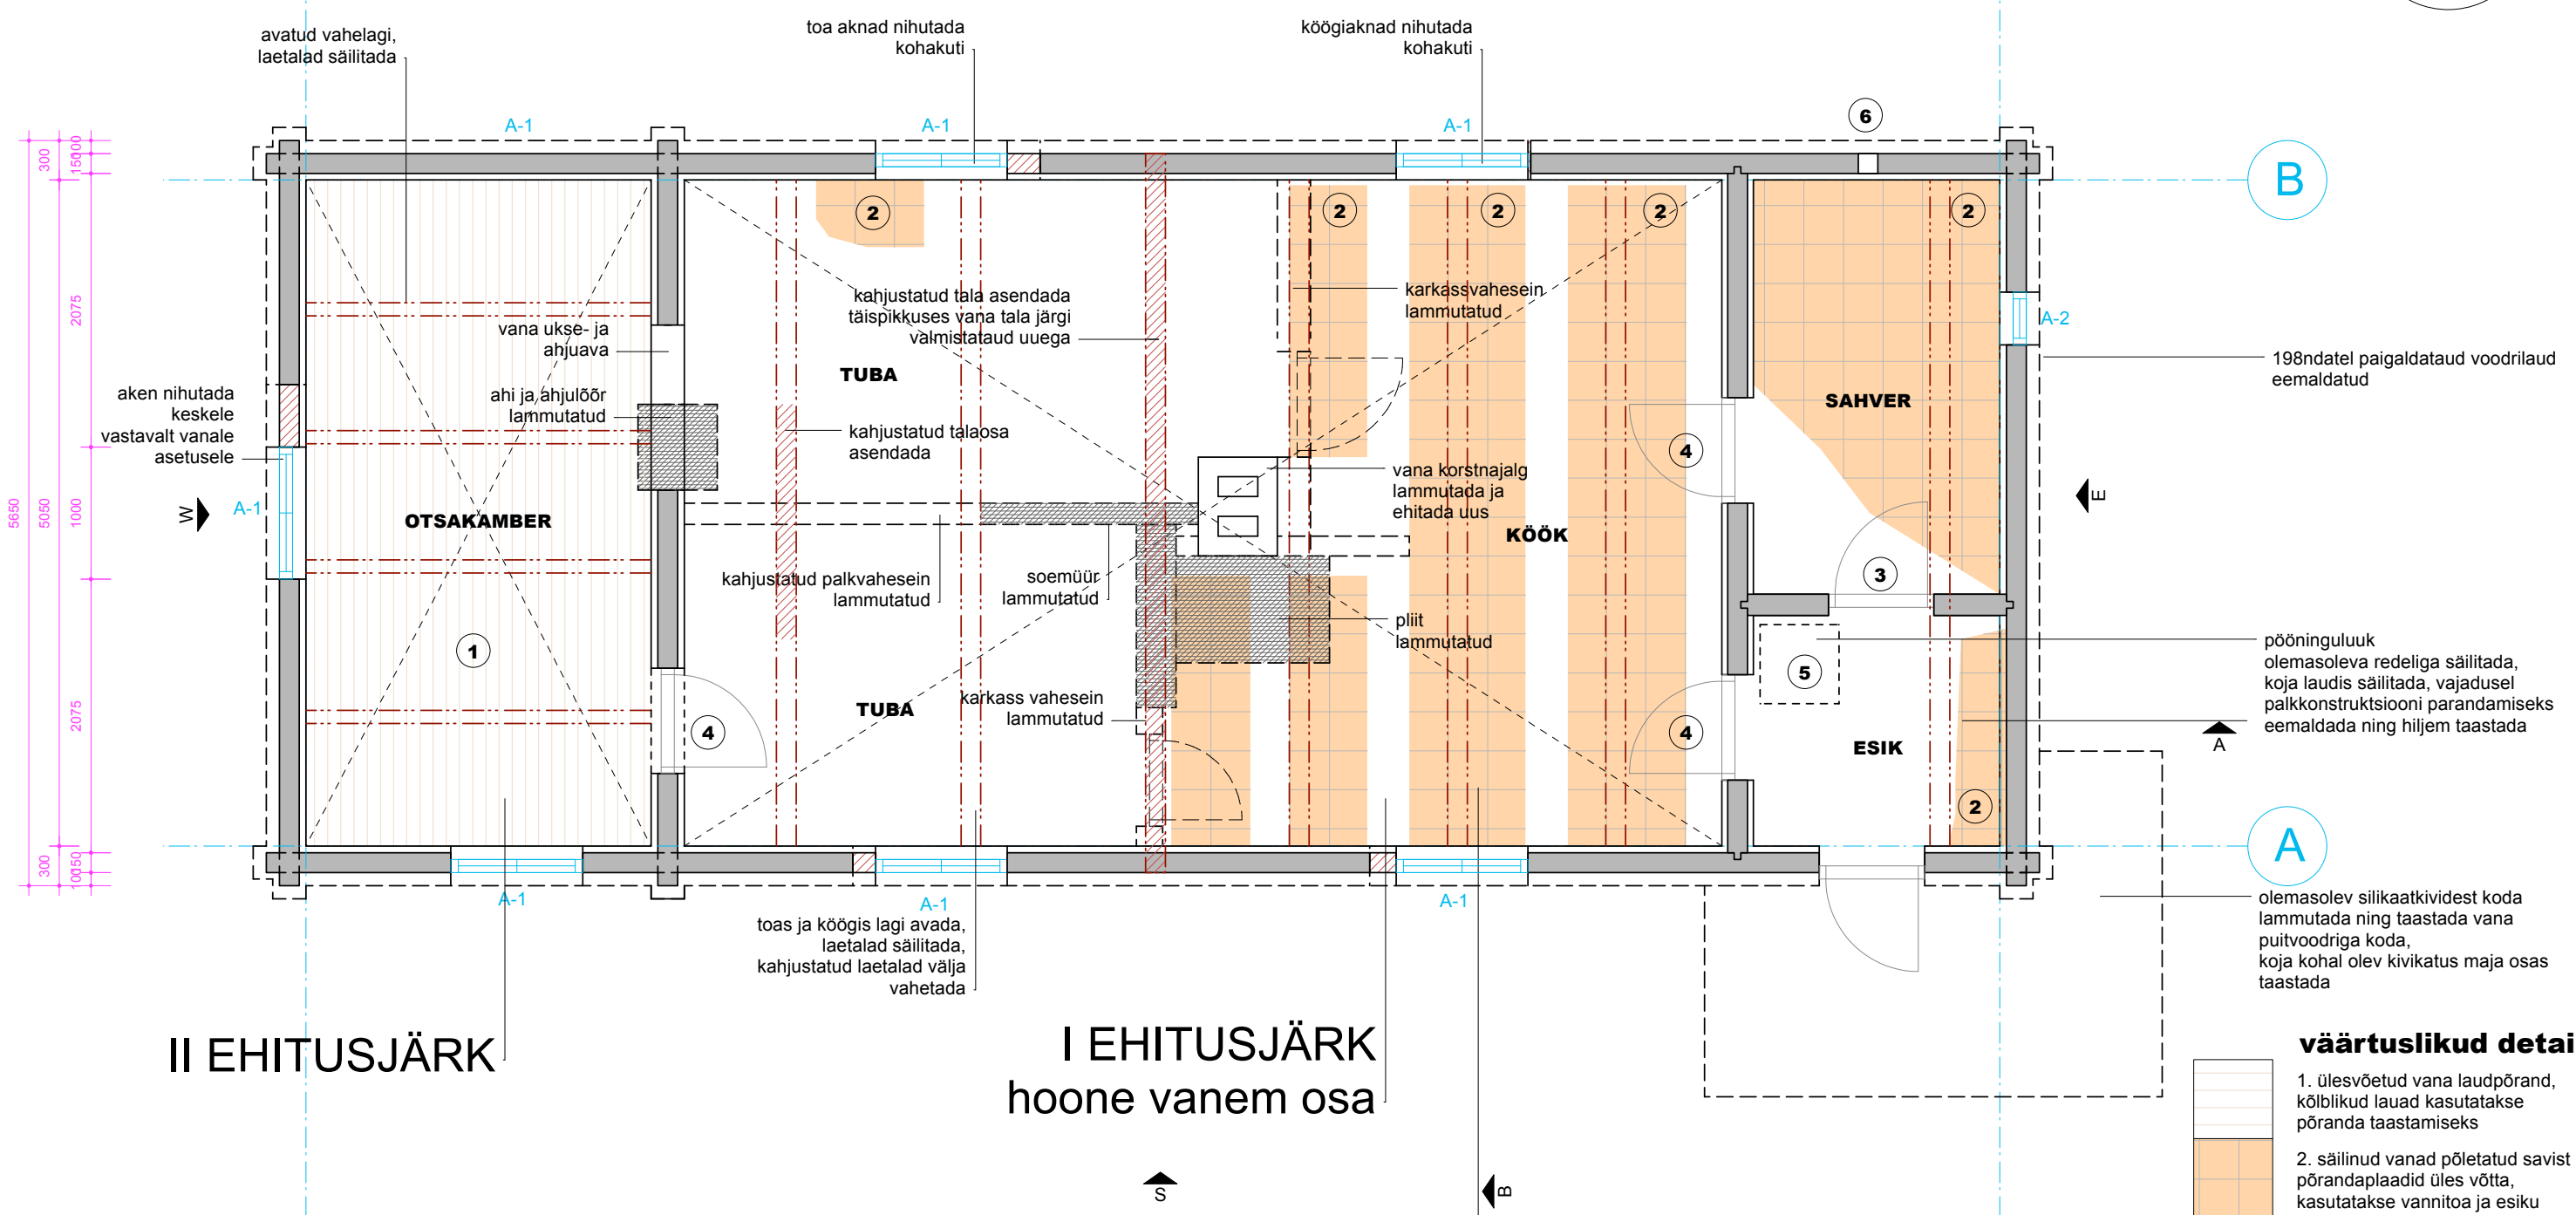 avatud vahelagi,
laetalad säilitada
toa aknad nihutada
kohakuti
köögiaknad nihutada
kohakuti
A-1
A-1
A-1
6
B
300
2
2
2
2
2
2075
kahjustatud tala asendada
täispikkuses vana tala järgi
valmistataud uuega
karkassvahesein
lammutatud
A-2
vana ukse- ja
ahjuava
198ndatel paigaldataud voodrilaud
eemaldatud
TUBA
SAHVER
aken nihutada
keskele
vastavalt vanale
asetusele
ahi ja ahjulõõr
lammutatud
kahjustatud talaosa
asendada
4
vana korstnajalg
lammutada ja
ehitada uus
5650
5050
1000
W
A-1
OTSAKAMBER
KÖÖK
E
kahjustatud palkvahesein
lammutatud
soemüür
lammutatud
3
pliit
lammutatud
1
5
pööninguluuk
olemasoleva redeliga säilitada,
koja laudis säilitada, vajadusel
palkkonstruktsiooni parandamiseks
eemaldada ning hiljem taastada
2075
TUBA
karkass vahesein
lammutatud
4
4
ESIK
A
2
A
300
A-1
A-1
A-1
toas ja köögis lagi avada,
laetalad säilitada,
kahjustatud laetalad välja
vahetada
olemasolev silikaatkividest koda
lammutada ning taastada vana
puitvoodriga koda,
koja kohal olev kivikatus maja osas
taastada
II EHITUSJÄRK
I EHITUSJÄRK
hoone vanem osa
väärtuslikud detai
1. ülesvõetud vana laudpõrand,
kõlblikud lauad kasutatakse
põranda taastamiseks
2. säilinud vanad põletatud savist
põrandaplaadid üles võtta,
kasutatakse vannitoa ja esiku
S
B